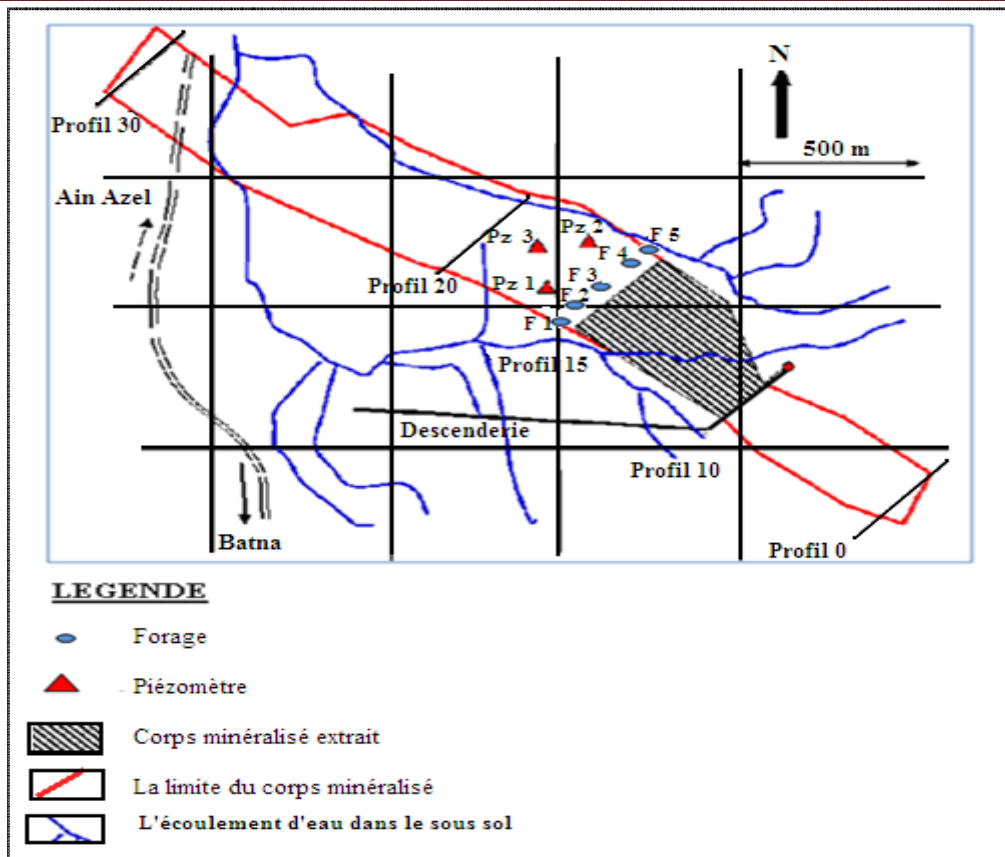 N
500 m
Profil 30
Ain Azel
Pz 3
Pz 2
F 5
F 4
Profil 20
Pz 1
F 3
F 2
F 1
Profil 15
Descenderie
Profil 10
Batna
Profil 0
LEGENDE
Forage
Piézomètre
Corps minéralisé extrait
La limite du corps minéralisé
L'écoulement d'eau dans le sous sol